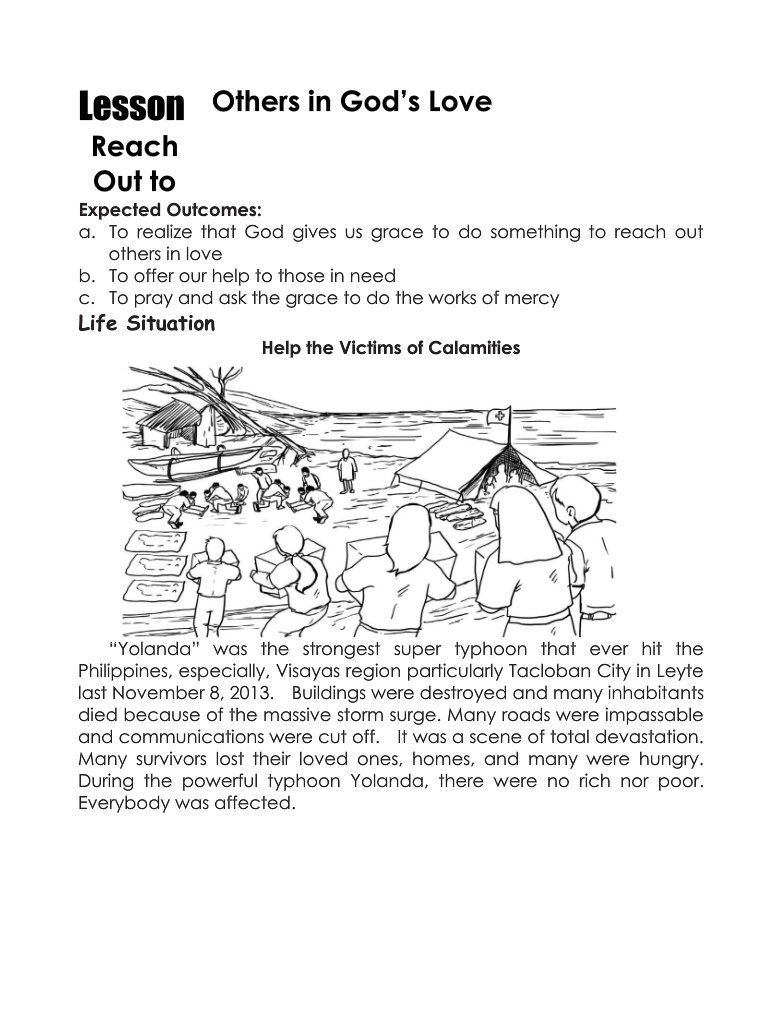 Lesson Others in God's Love
Reach
Out to
Expected Outcomes:
a. To realize that God gives us grace to do something to reach out
others in love
b. To offer our help to those in need
c. To pray and ask the grace to do the works of mercy
Life Situation
Help the Victims of Calamities
“Yolanda” was the strongest super typhoon that ever hit the
Philippines, especially, Visayas region particularly Tacloban City in Leyte
last November 8, 2013. Buildings were destroyed and many inhabitants
died because of the massive storm surge. Many roads were impassable
and communications were cut off. It was a scene of total devastation.
Many survivors lost their loved ones, homes, and many were hungry.
During the powerful typhoon Yolanda, there were no rich nor poor.
Everybody was affected.